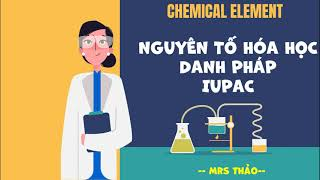 CHEMICAL ELEMENT
NGUYÊN TỐ HÓA HỌC
DANH PHÁP
IUPAC
-- MRS THẢO--